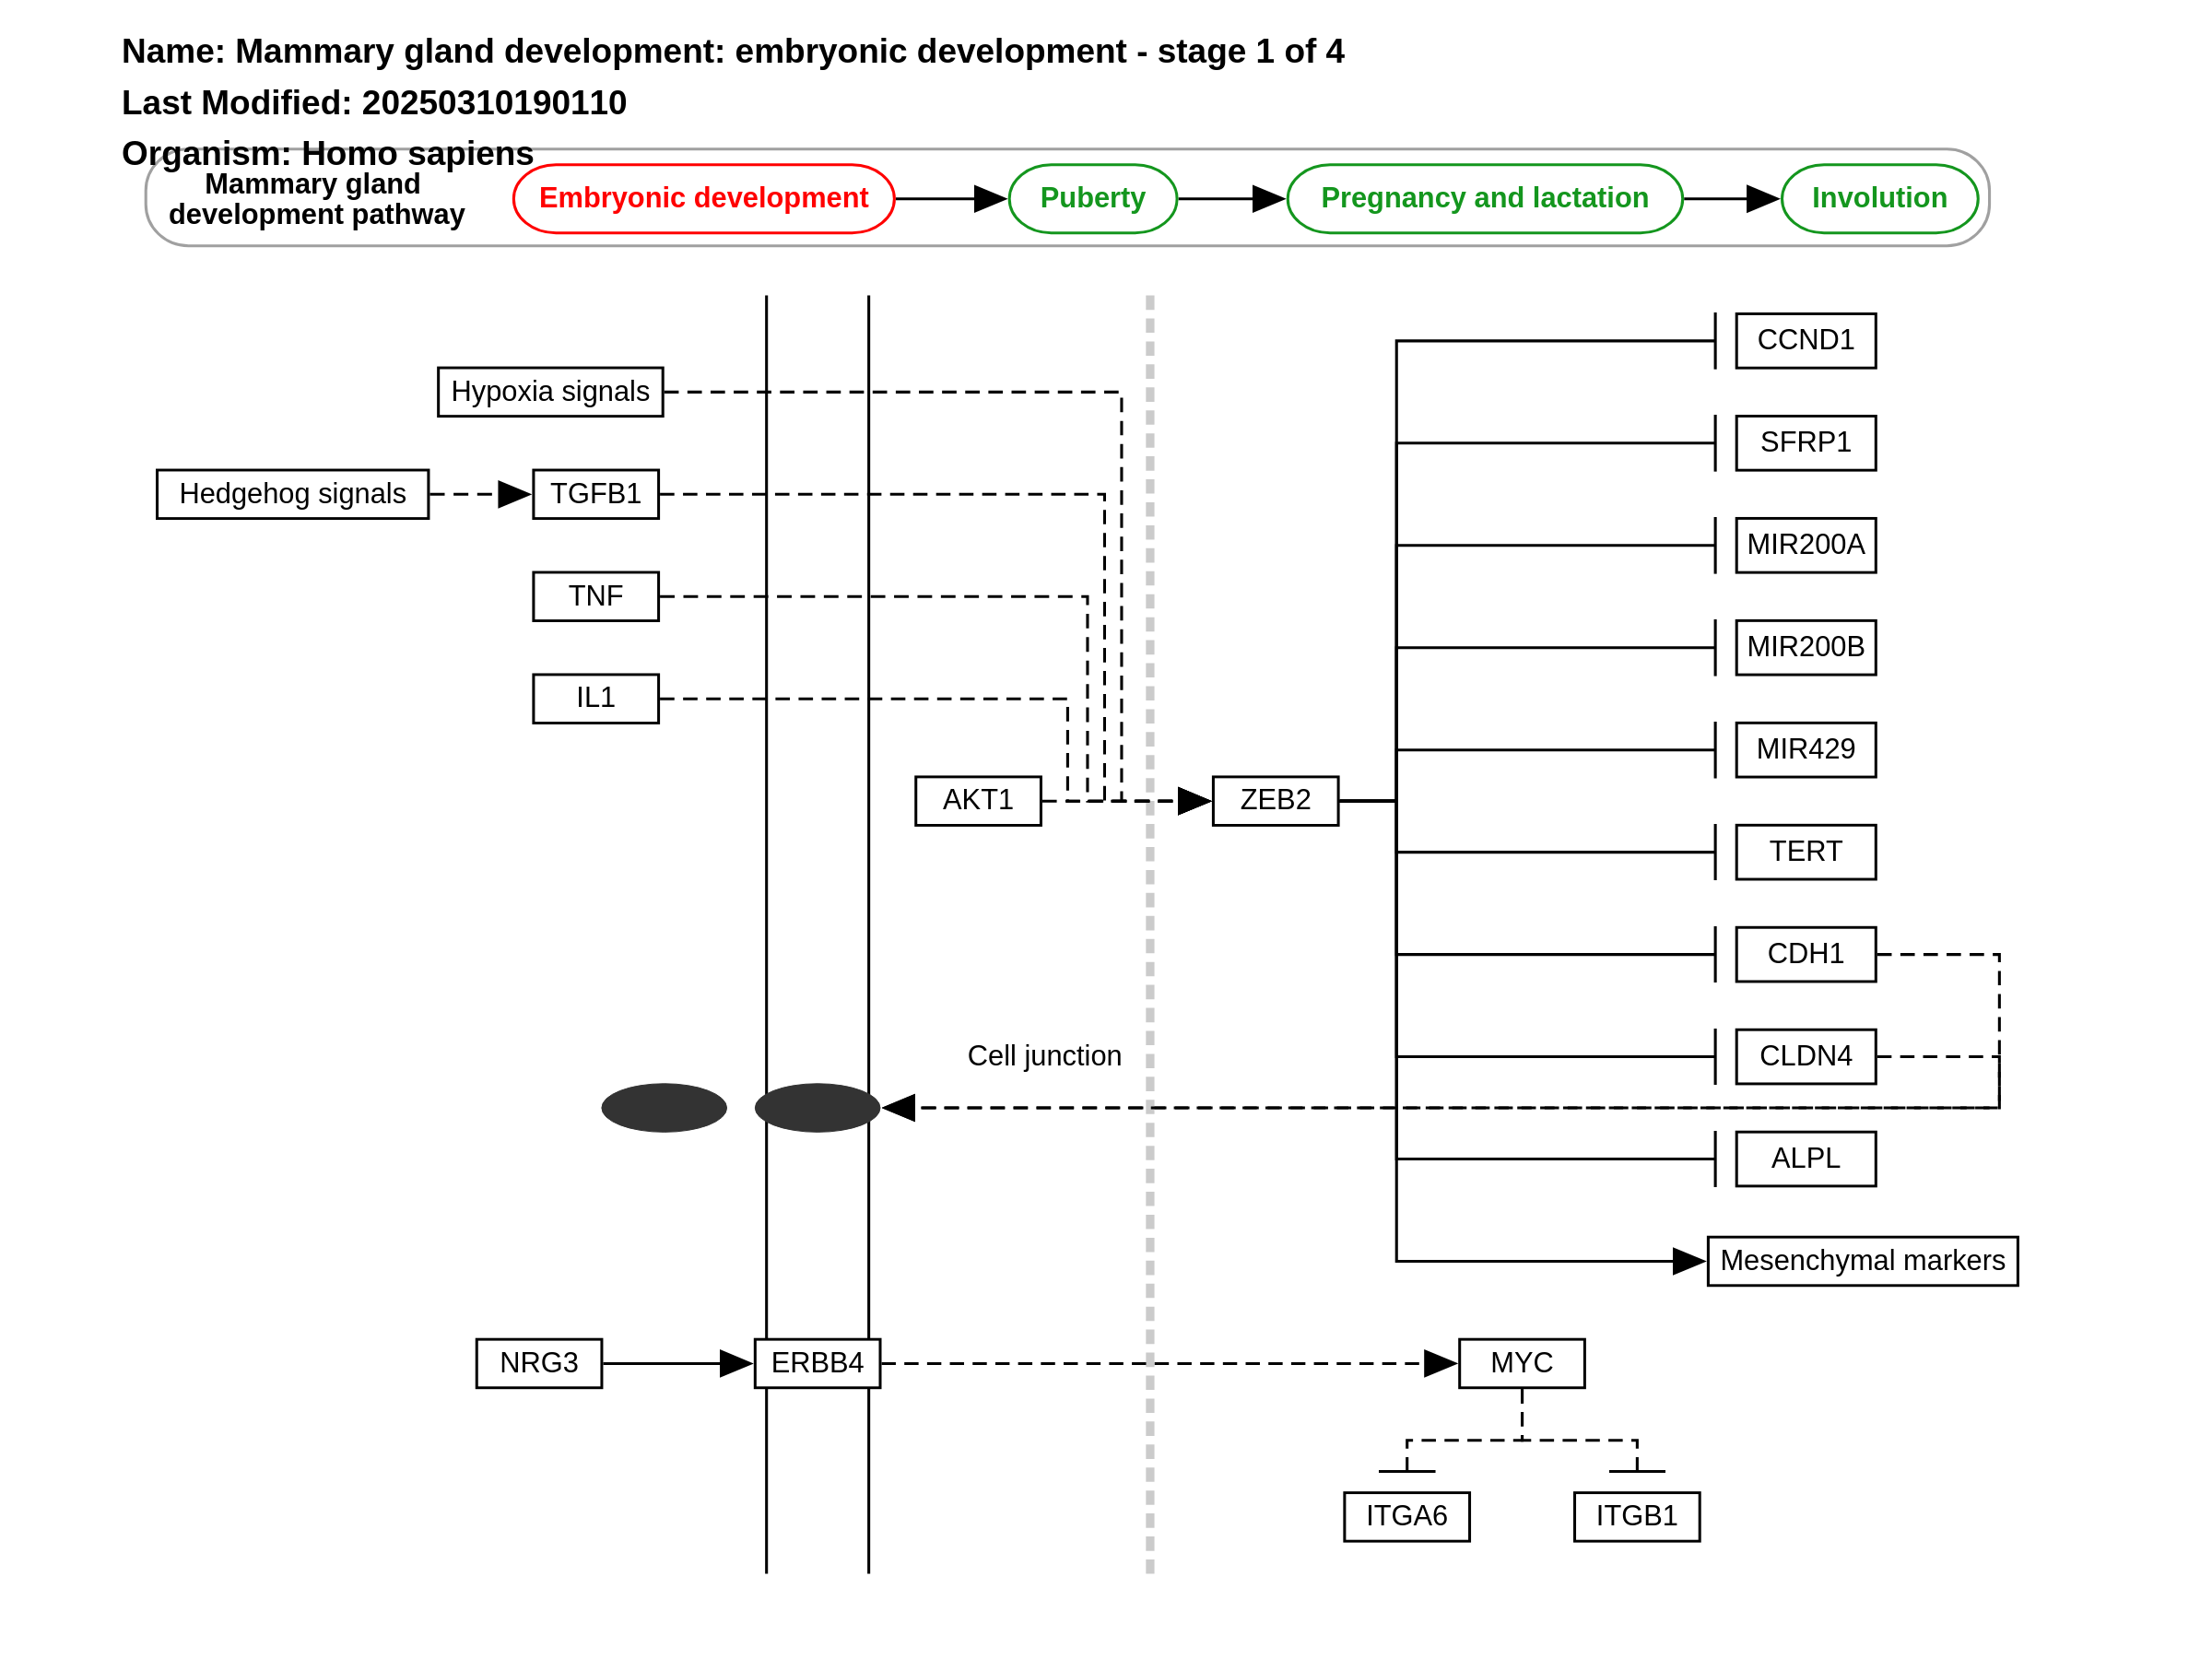 Name: Mammary gland development: embryonic development - stage 1 of 4
Last Modified: 20250310190110
Organism: Homo sapiens
Mammary gland
development pathway
Embryonic development
Puberty
Pregnancy and lactation
Involution
CCND1
Hypoxia signals
SFRP1
Hedgehog signals
TGFB1
MIR200A
TNF
MIR200B
IL1
MIR429
AKT1
ZEB2
TERT
CDH1
Cell junction
CLDN4
ALPL
Mesenchymal markers
NRG3
ERBB4
MYC
ITGA6
ITGB1